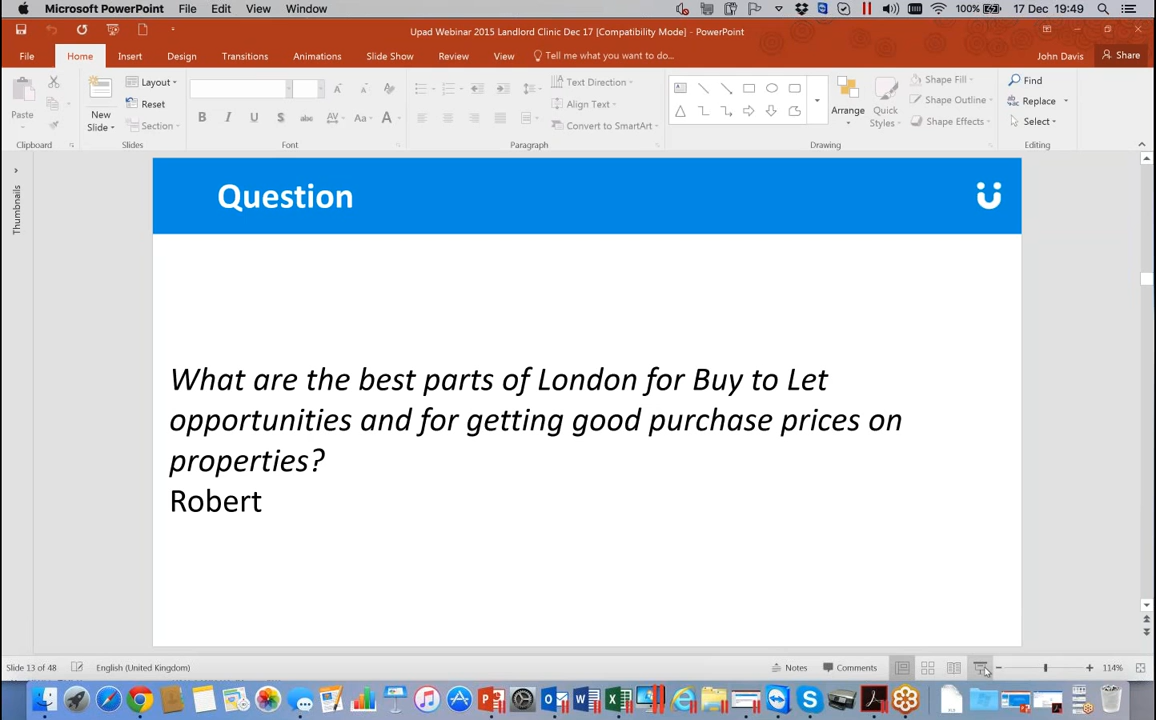 Microsoft PowerPoint File Edit View Window 100% 17 Dec 19:49
Upad Webinar 2015 Landlord Clinic Dec 17 [Compatibility Mode] - PowerPoint
File Home Insert Design Transitions Animations Slide Show Review View Tell me what you want to do... John Davis Share
Paste
New Slide
Layout
Reset
Section
B I U S abc AV Aa A
Text Direction
Align Text
Convert to SmartArt
Arrange
Quick Styles
Shape Fill
Shape Outline
Shape Effects
Find
Replace
Select
Clipboard Slides Font Paragraph Drawing Editing
Thumbnails
Question
What are the best parts of London for Buy to Let
opportunities and for getting good purchase prices on
properties?
Robert
Slide 13 of 48 English (United Kingdom) Notes Comments 114%